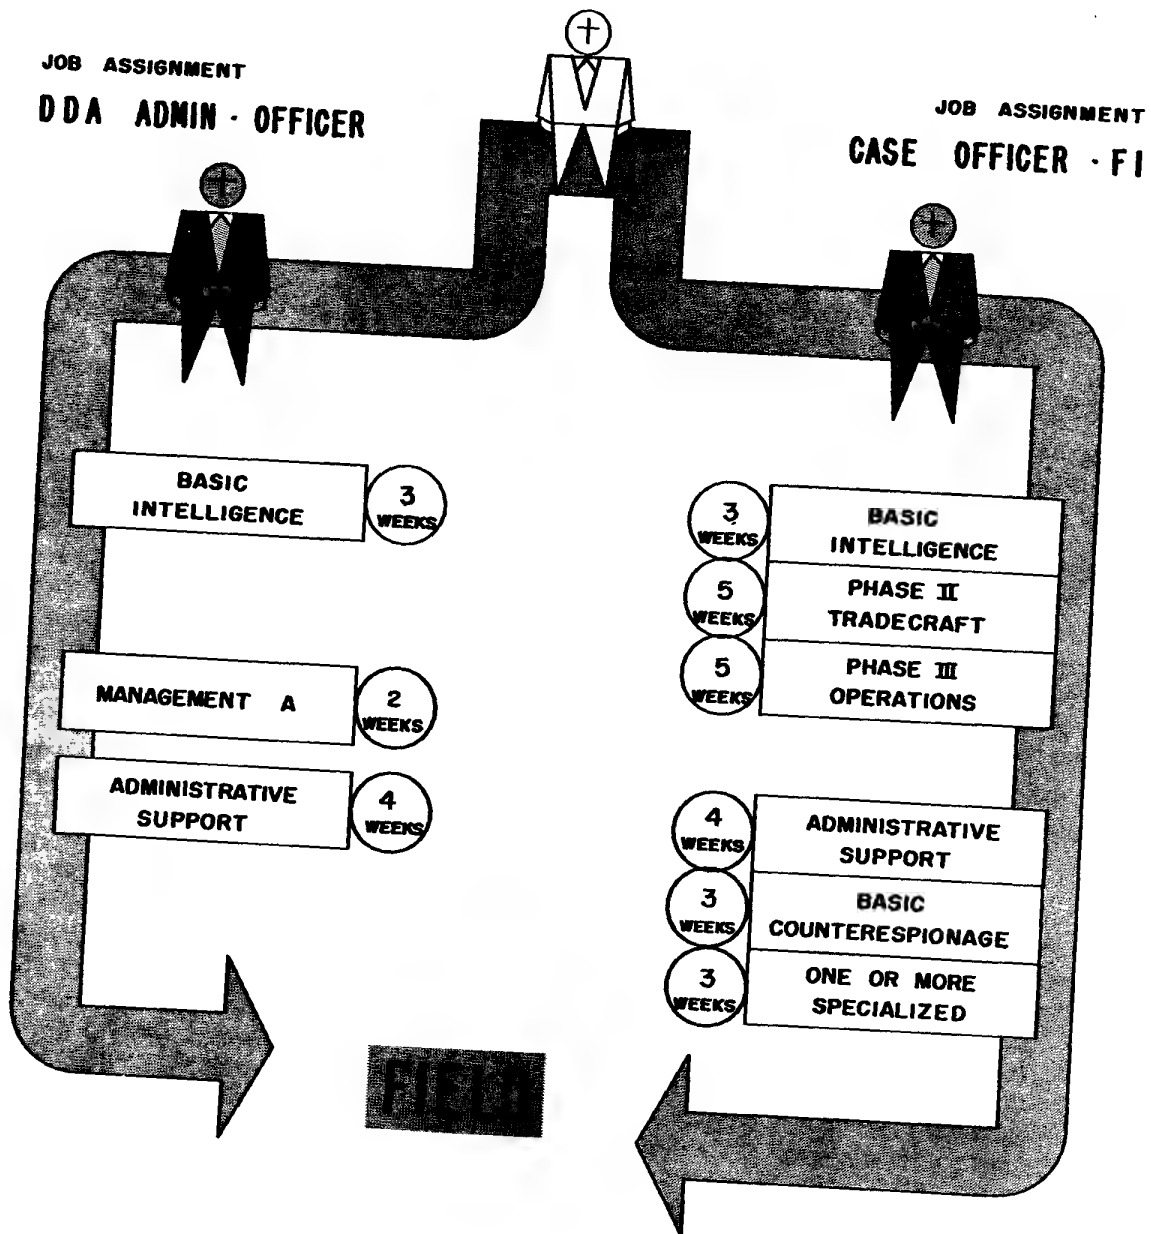 JOB ASSIGNMENT
DDA ADMIN · OFFICER
JOB ASSIGNMENT
CASE OFFICER · FI
BASIC
INTELLIGENCE
3
WEEKS
MANAGEMENT A
2
WEEKS
ADMINISTRATIVE
SUPPORT
4
WEEKS
3
WEEKS
BASIC
INTELLIGENCE
5
WEEKS
PHASE II
TRADECRAFT
5
WEEKS
PHASE III
OPERATIONS
4
WEEKS
ADMINISTRATIVE
SUPPORT
3
WEEKS
BASIC
COUNTERESPIONAGE
3
WEEKS
ONE OR MORE
SPECIALIZED
FIELD